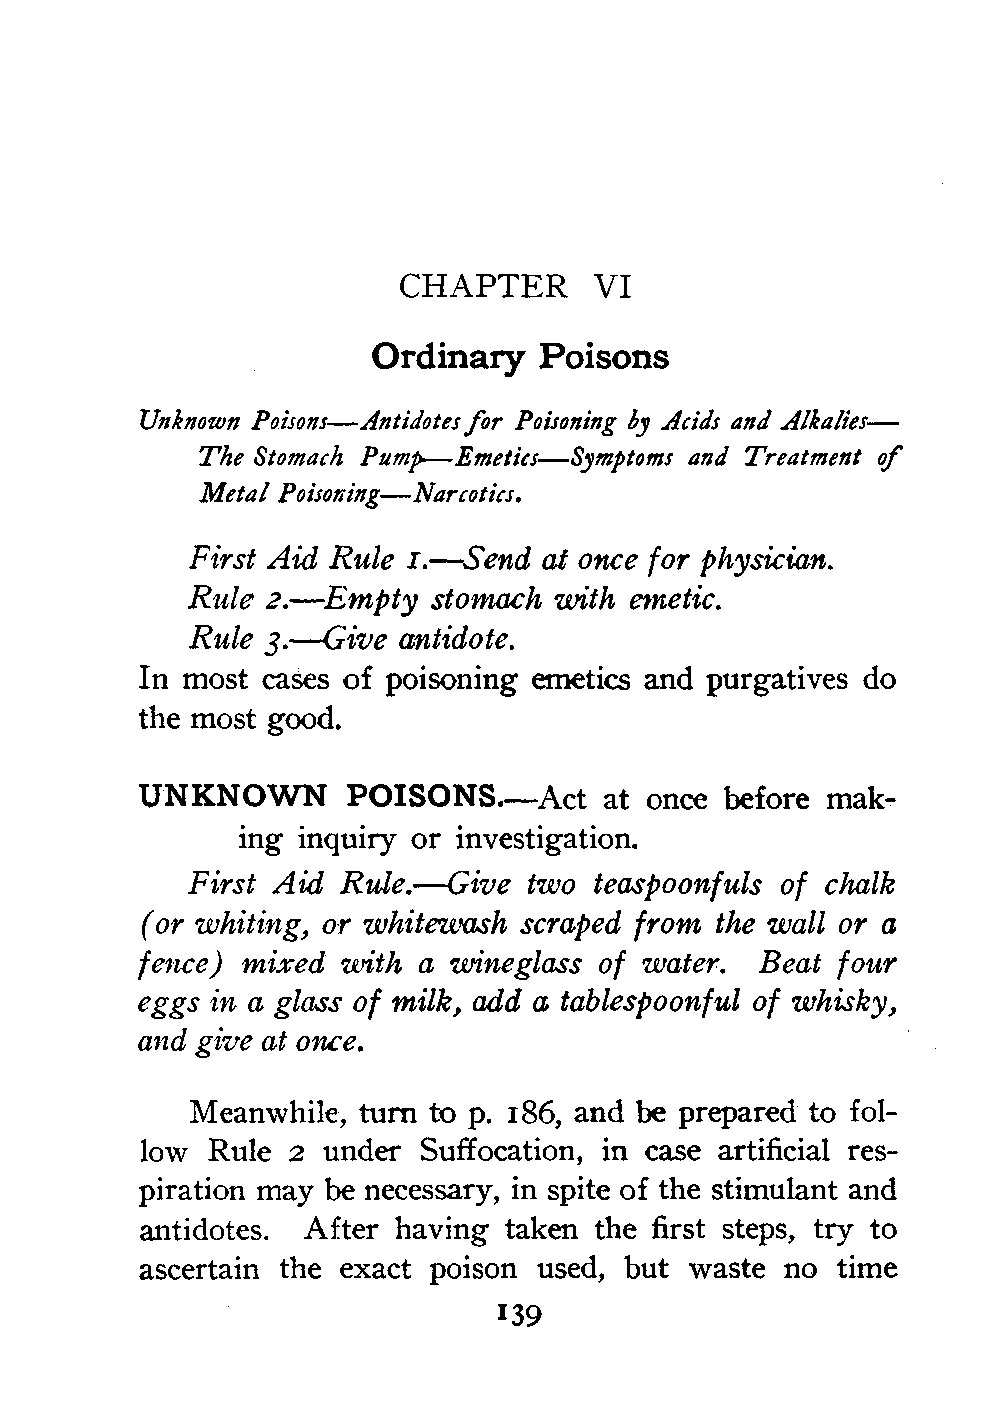 CHAPTER VI
Ordinary Poisons
Unknown Poisons—Antidotes for Poisoning by Acids and Alkalies—
The Stomach Pump—Emetics—Symptoms and Treatment of
Metal Poisoning—Narcotics.
First Aid Rule 1.—Send at once for physician.
Rule 2.—Empty stomach with emetic.
Rule 3.—Give antidote.
In most cases of poisoning emetics and purgatives do
the most good.
UNKNOWN POISONS.—Act at once before mak-
ing inquiry or investigation.
First Aid Rule.—Give two teaspoonfuls of chalk
(or whiting, or whitewash scraped from the wall or a
fence) mixed with a wineglass of water. Beat four
eggs in a glass of milk, add a tablespoonful of whisky,
and give at once.
Meanwhile, turn to p. 186, and be prepared to fol-
low Rule 2 under Suffocation, in case artificial res-
piration may be necessary, in spite of the stimulant and
antidotes. After having taken the first steps, try to
ascertain the exact poison used, but waste no time
139